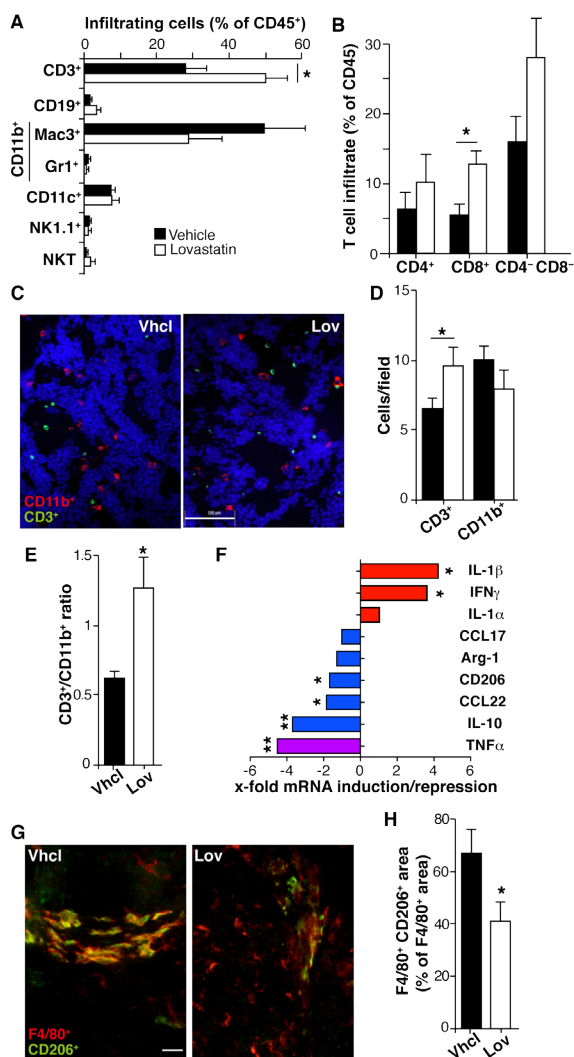 A
Infiltrating cells (% of CD45⁺)
0 20 40 60
CD3⁺
*
CD19⁺
CD11b⁺
Mac3⁺
Gr1⁺
CD11c⁺
NK1.1⁺
NKT
Vehicle
Lovastatin
B
T cell infiltrate (% of CD45)
30
20
10
0
*
CD4⁺ CD8⁺ CD4⁻ CD8⁻
C
Vhcl Lov
CD11b⁺
CD3⁺
D
Cells/field
15
10
5
0
*
CD3⁺ CD11b⁺
E
CD3⁺/CD11b⁺ ratio
1.5
1
0.5
0
*
Vhcl Lov
F
IL-1β
*
IFNγ
*
IL-1α
CCL17
Arg-1
CD206
*
CCL22
*
IL-10
**
TNFα
**
-6 -4 -2 0 2 4 6
x-fold mRNA induction/repression
G
Vhcl Lov
F4/80⁺
CD206⁺
H
F4/80⁺ CD206⁺ area
(% of F4/80⁺ area)
80
60
40
20
0
*
Vhcl Lov